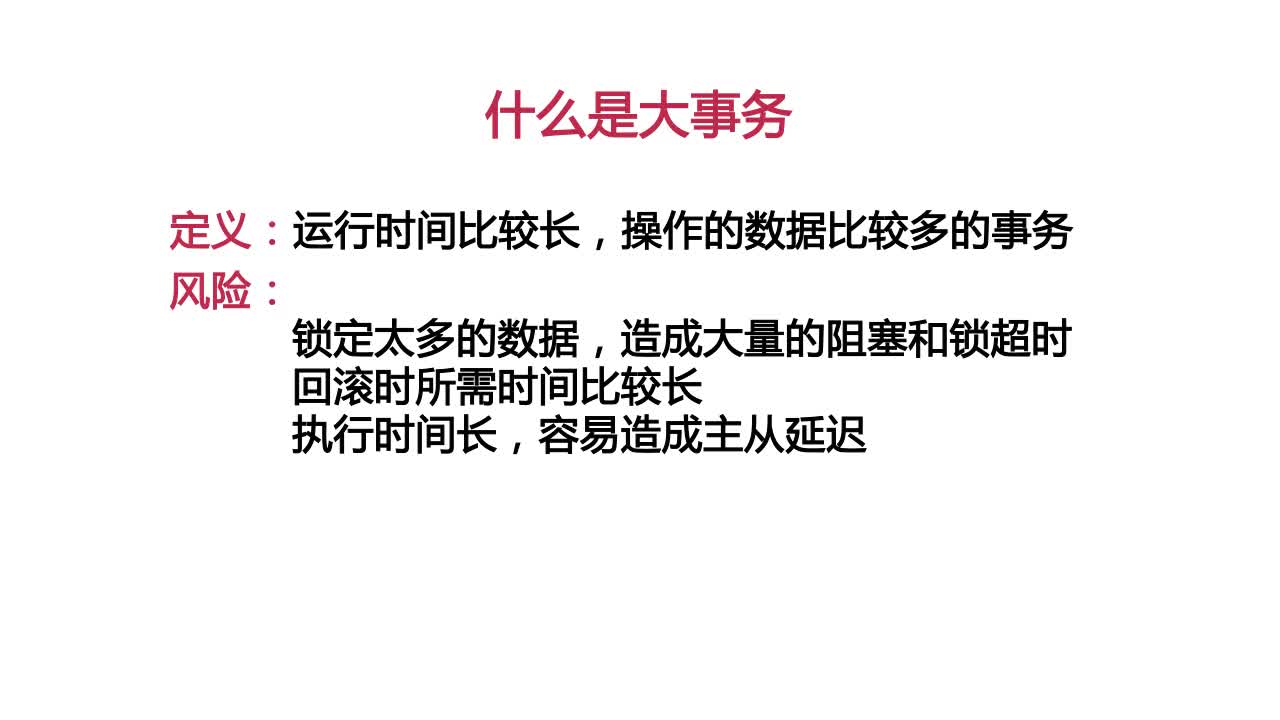 什么是大事务
定义：运行时间比较长，操作的数据比较多的事务
风险：
锁定太多的数据，造成大量的阻塞和锁超时
回滚时所需时间比较长
执行时间长，容易造成主从延迟